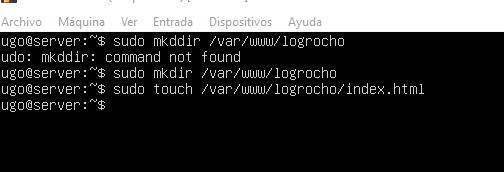 Archivo Máquina Ver Entrada Dispositivos Ayuda
ugo@server:~$ sudo mkddir /var/www/logrocho
udo: mkddir: command not found
ugo@server:~$ sudo mkdir /var/www/logrocho
ugo@server:~$ sudo touch /var/www/logrocho/index.html
ugo@server:~$